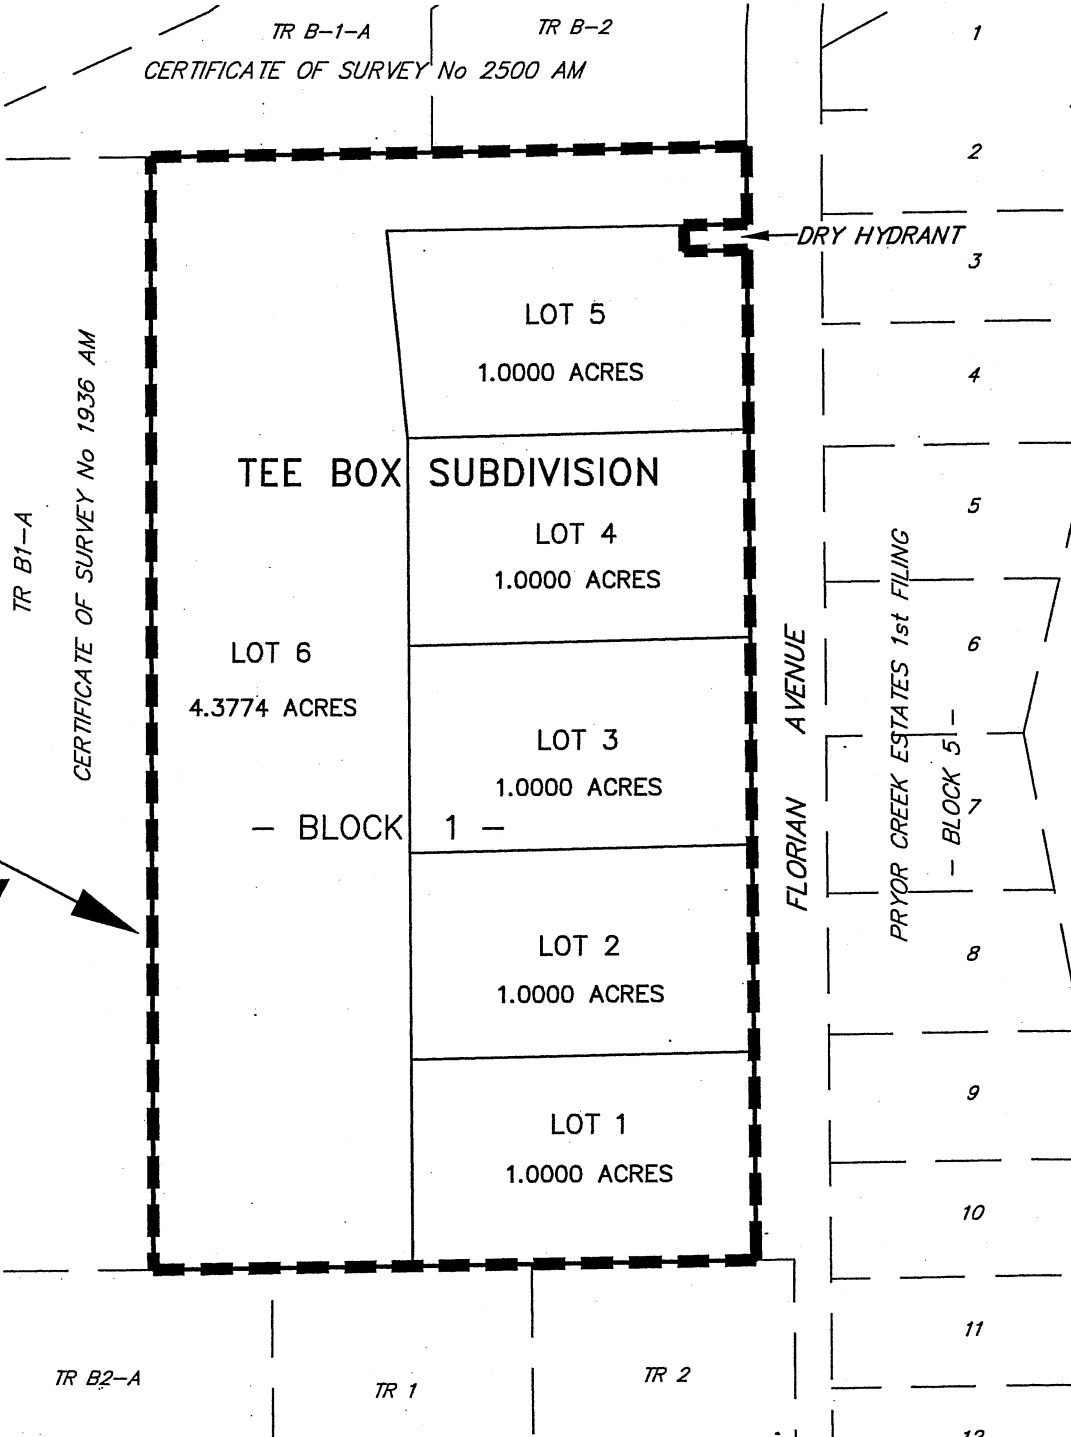 TR B-1-A
TR B-2
CERTIFICATE OF SURVEY No 2500 AM
1
2
DRY HYDRANT
3
LOT 5
1.0000 ACRES
4
TEE BOX SUBDIVISION
5
LOT 4
1.0000 ACRES
TR B1-A
CERTIFICATE OF SURVEY No 1936 AM
LOT 6
4.3774 ACRES
6
LOT 3
1.0000 ACRES
- BLOCK 1 -
FLORIAN AVENUE
PRYOR CREEK ESTATES 1st FILING
- BLOCK 5 -
7
LOT 2
1.0000 ACRES
8
9
LOT 1
1.0000 ACRES
10
11
TR B2-A
TR 1
TR 2